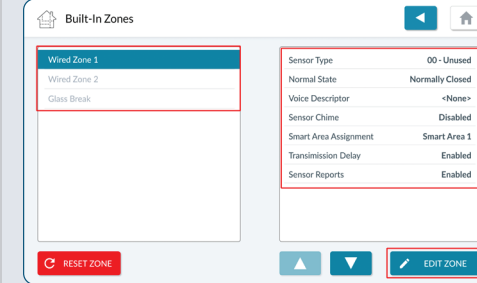 Built-In Zones
Wired Zone 1
Wired Zone 2
Glass Break
Sensor Type 00 - Unused
Normal State Normally Closed
Voice Descriptor <None>
Sensor Chime Disabled
Smart Area Assignment Smart Area 1
Transimission Delay Enabled
Sensor Reports Enabled
RESET ZONE
EDIT ZONE